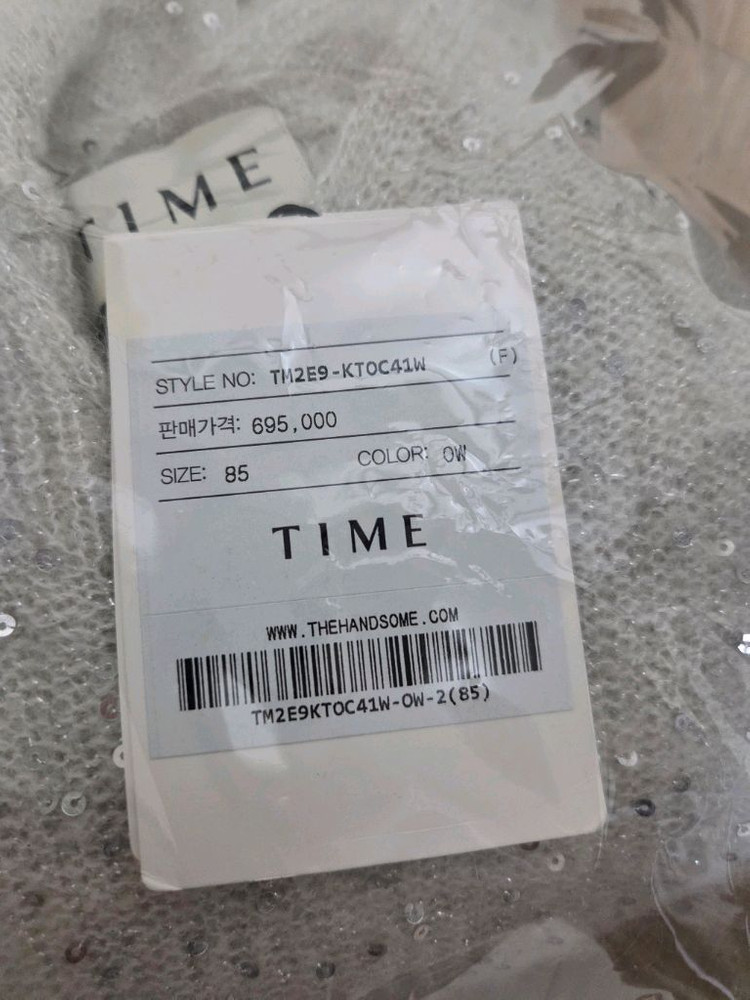 TIME
STYLE NO: TM2E9-KTOC41W (F)
판매가격: 695,000
SIZE: 85 COLOR: OW
TIME
WWW.THEHANDSOME.COM
TM2E9KTOC41W-OW-2(85)